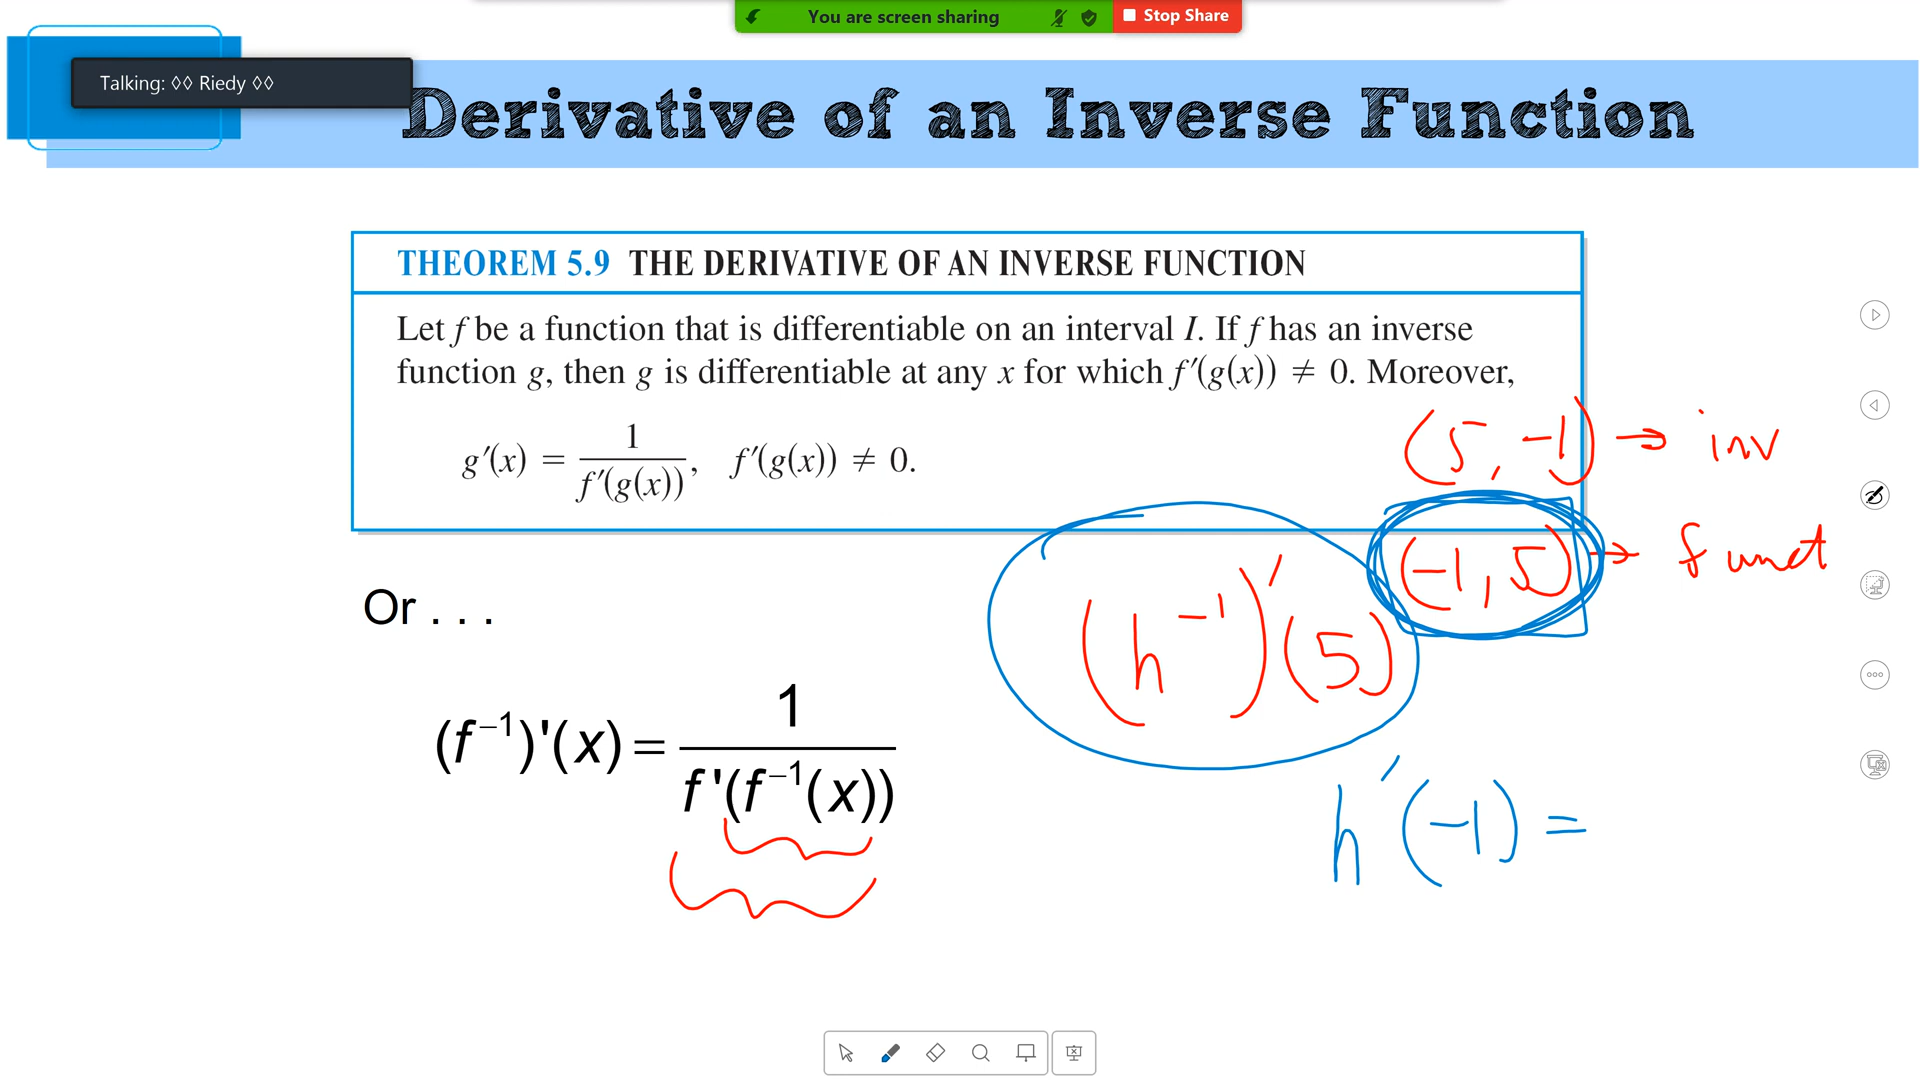 You are screen sharing
Stop Share
Talking: ◊◊ Riedy ◊◊
Derivative of an Inverse Function
THEOREM 5.9 THE DERIVATIVE OF AN INVERSE FUNCTION
Let f be a function that is differentiable on an interval I. If f has an inverse
function g, then g is differentiable at any x for which f′(g(x)) ≠ 0. Moreover,
g′(x) = 1/f′(g(x)), f′(g(x)) ≠ 0.
(5, -1) → inv
(-1, 5) → funct
Or . . .
(h⁻¹)′(5)
(f⁻¹)'(x) = 1/f'(f⁻¹(x))
h′(-1) =